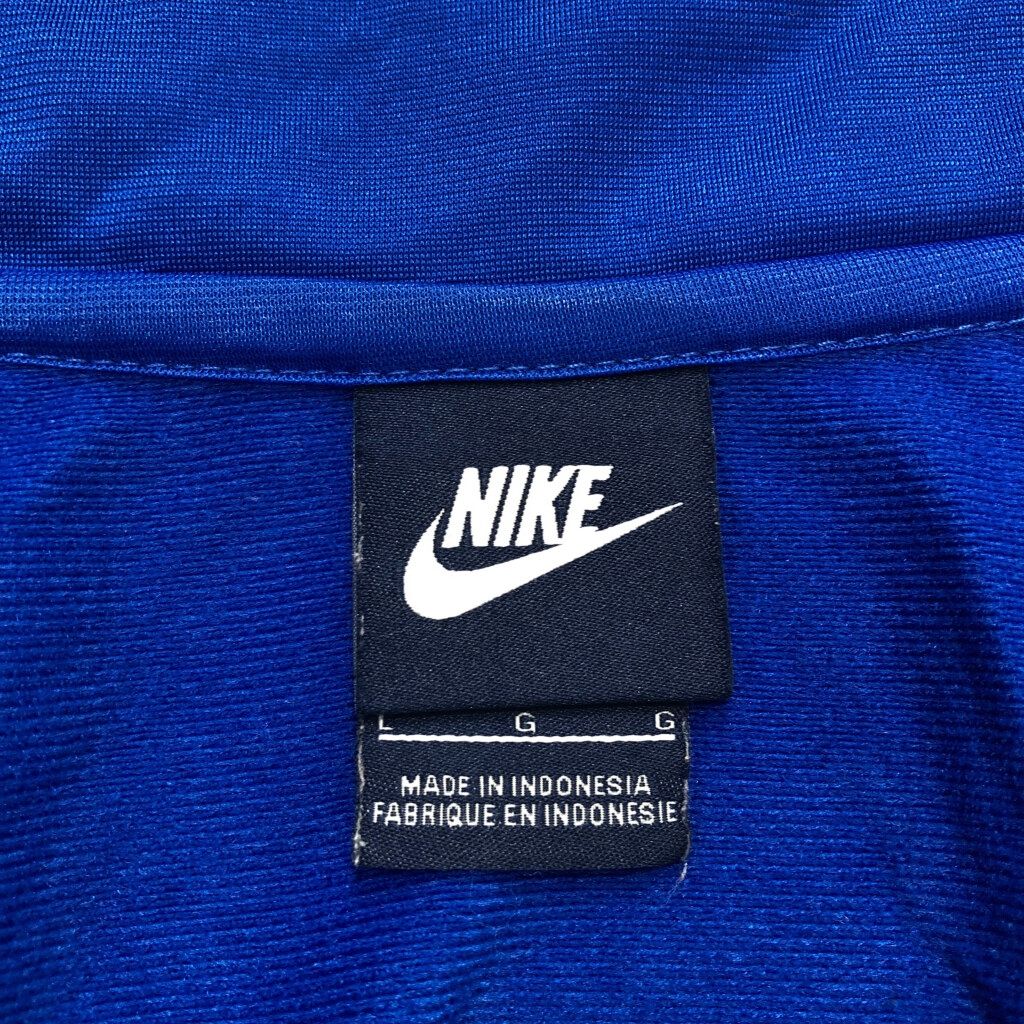 NIKE
L G G
MADE IN INDONESIA
FABRIQUE EN INDONESIE